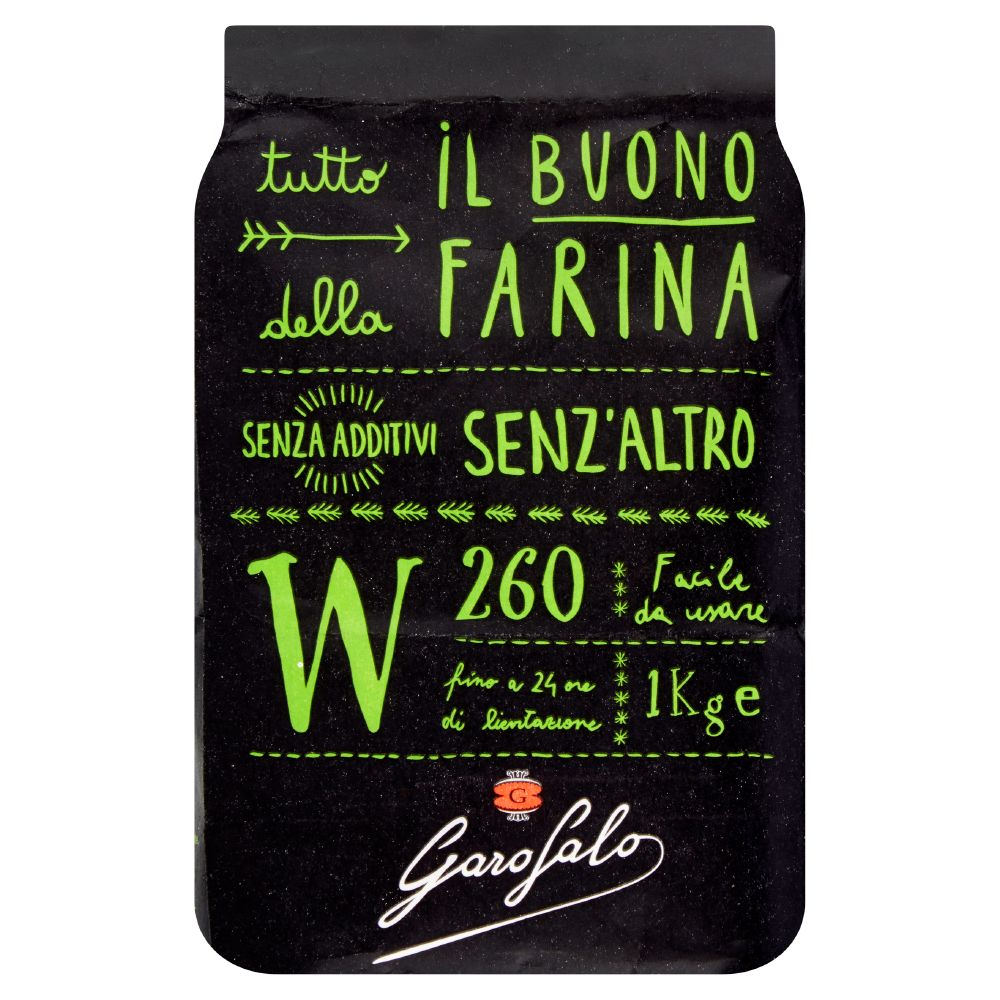 tutto
IL BUONO
della
FARINA
SENZA ADDITIVI
SENZ'ALTRO
W
260
Facile
da usare
fino a 24 ore
di lievitazione
1Kg e
G
Garofalo